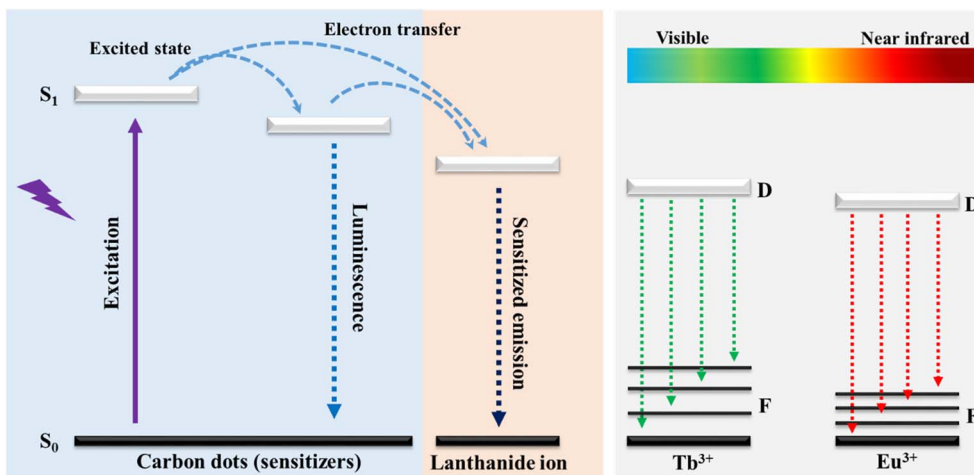 Electron transfer
Excited state
S₁
Excitation
Luminescence
Sensitized emission
S₀
Carbon dots (sensitizers)
Lanthanide ion
Visible
Near infrared
D
D
F
F
Tb³⁺
Eu³⁺